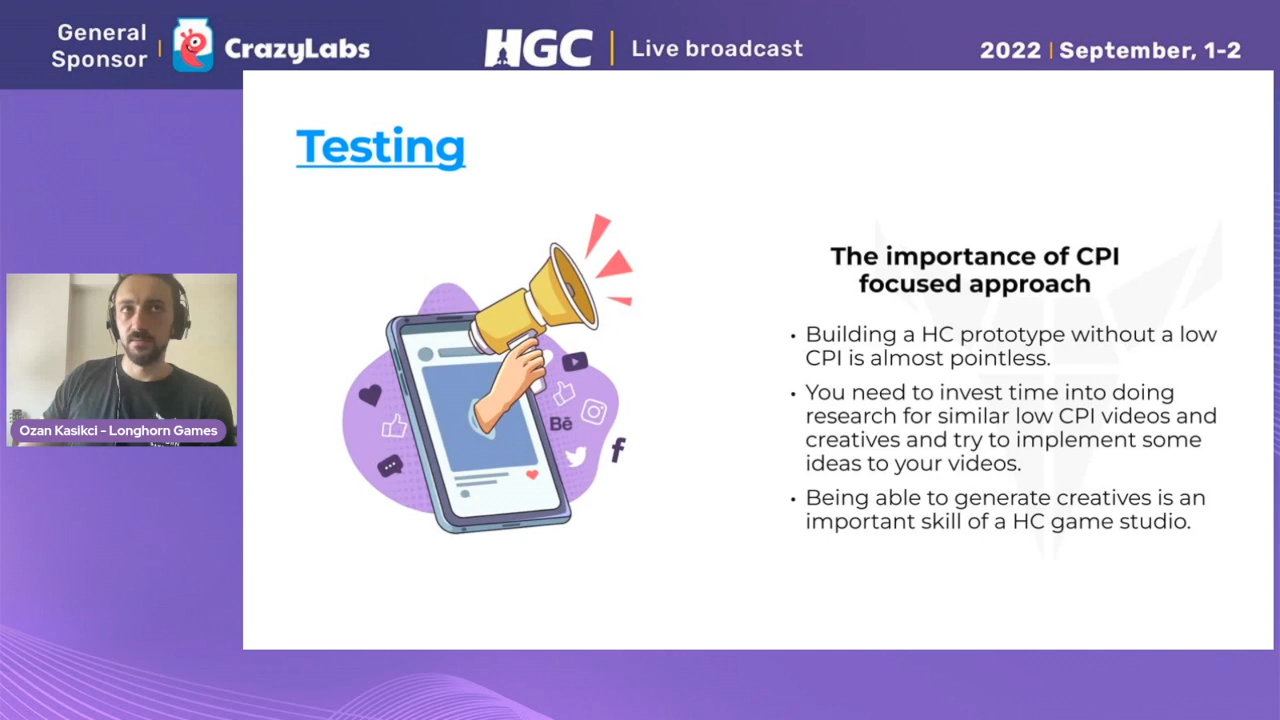 General
Sponsor
CrazyLabs
HGC
Live broadcast
2022 September, 1-2
Testing
The importance of CPI
focused approach
• Building a HC prototype without a low
CPI is almost pointless.
• You need to invest time into doing
research for similar low CPI videos and
creatives and try to implement some
ideas to your videos.
• Being able to generate creatives is an
important skill of a HC game studio.
Bē
f
Ozan Kasikci - Longhorn Games